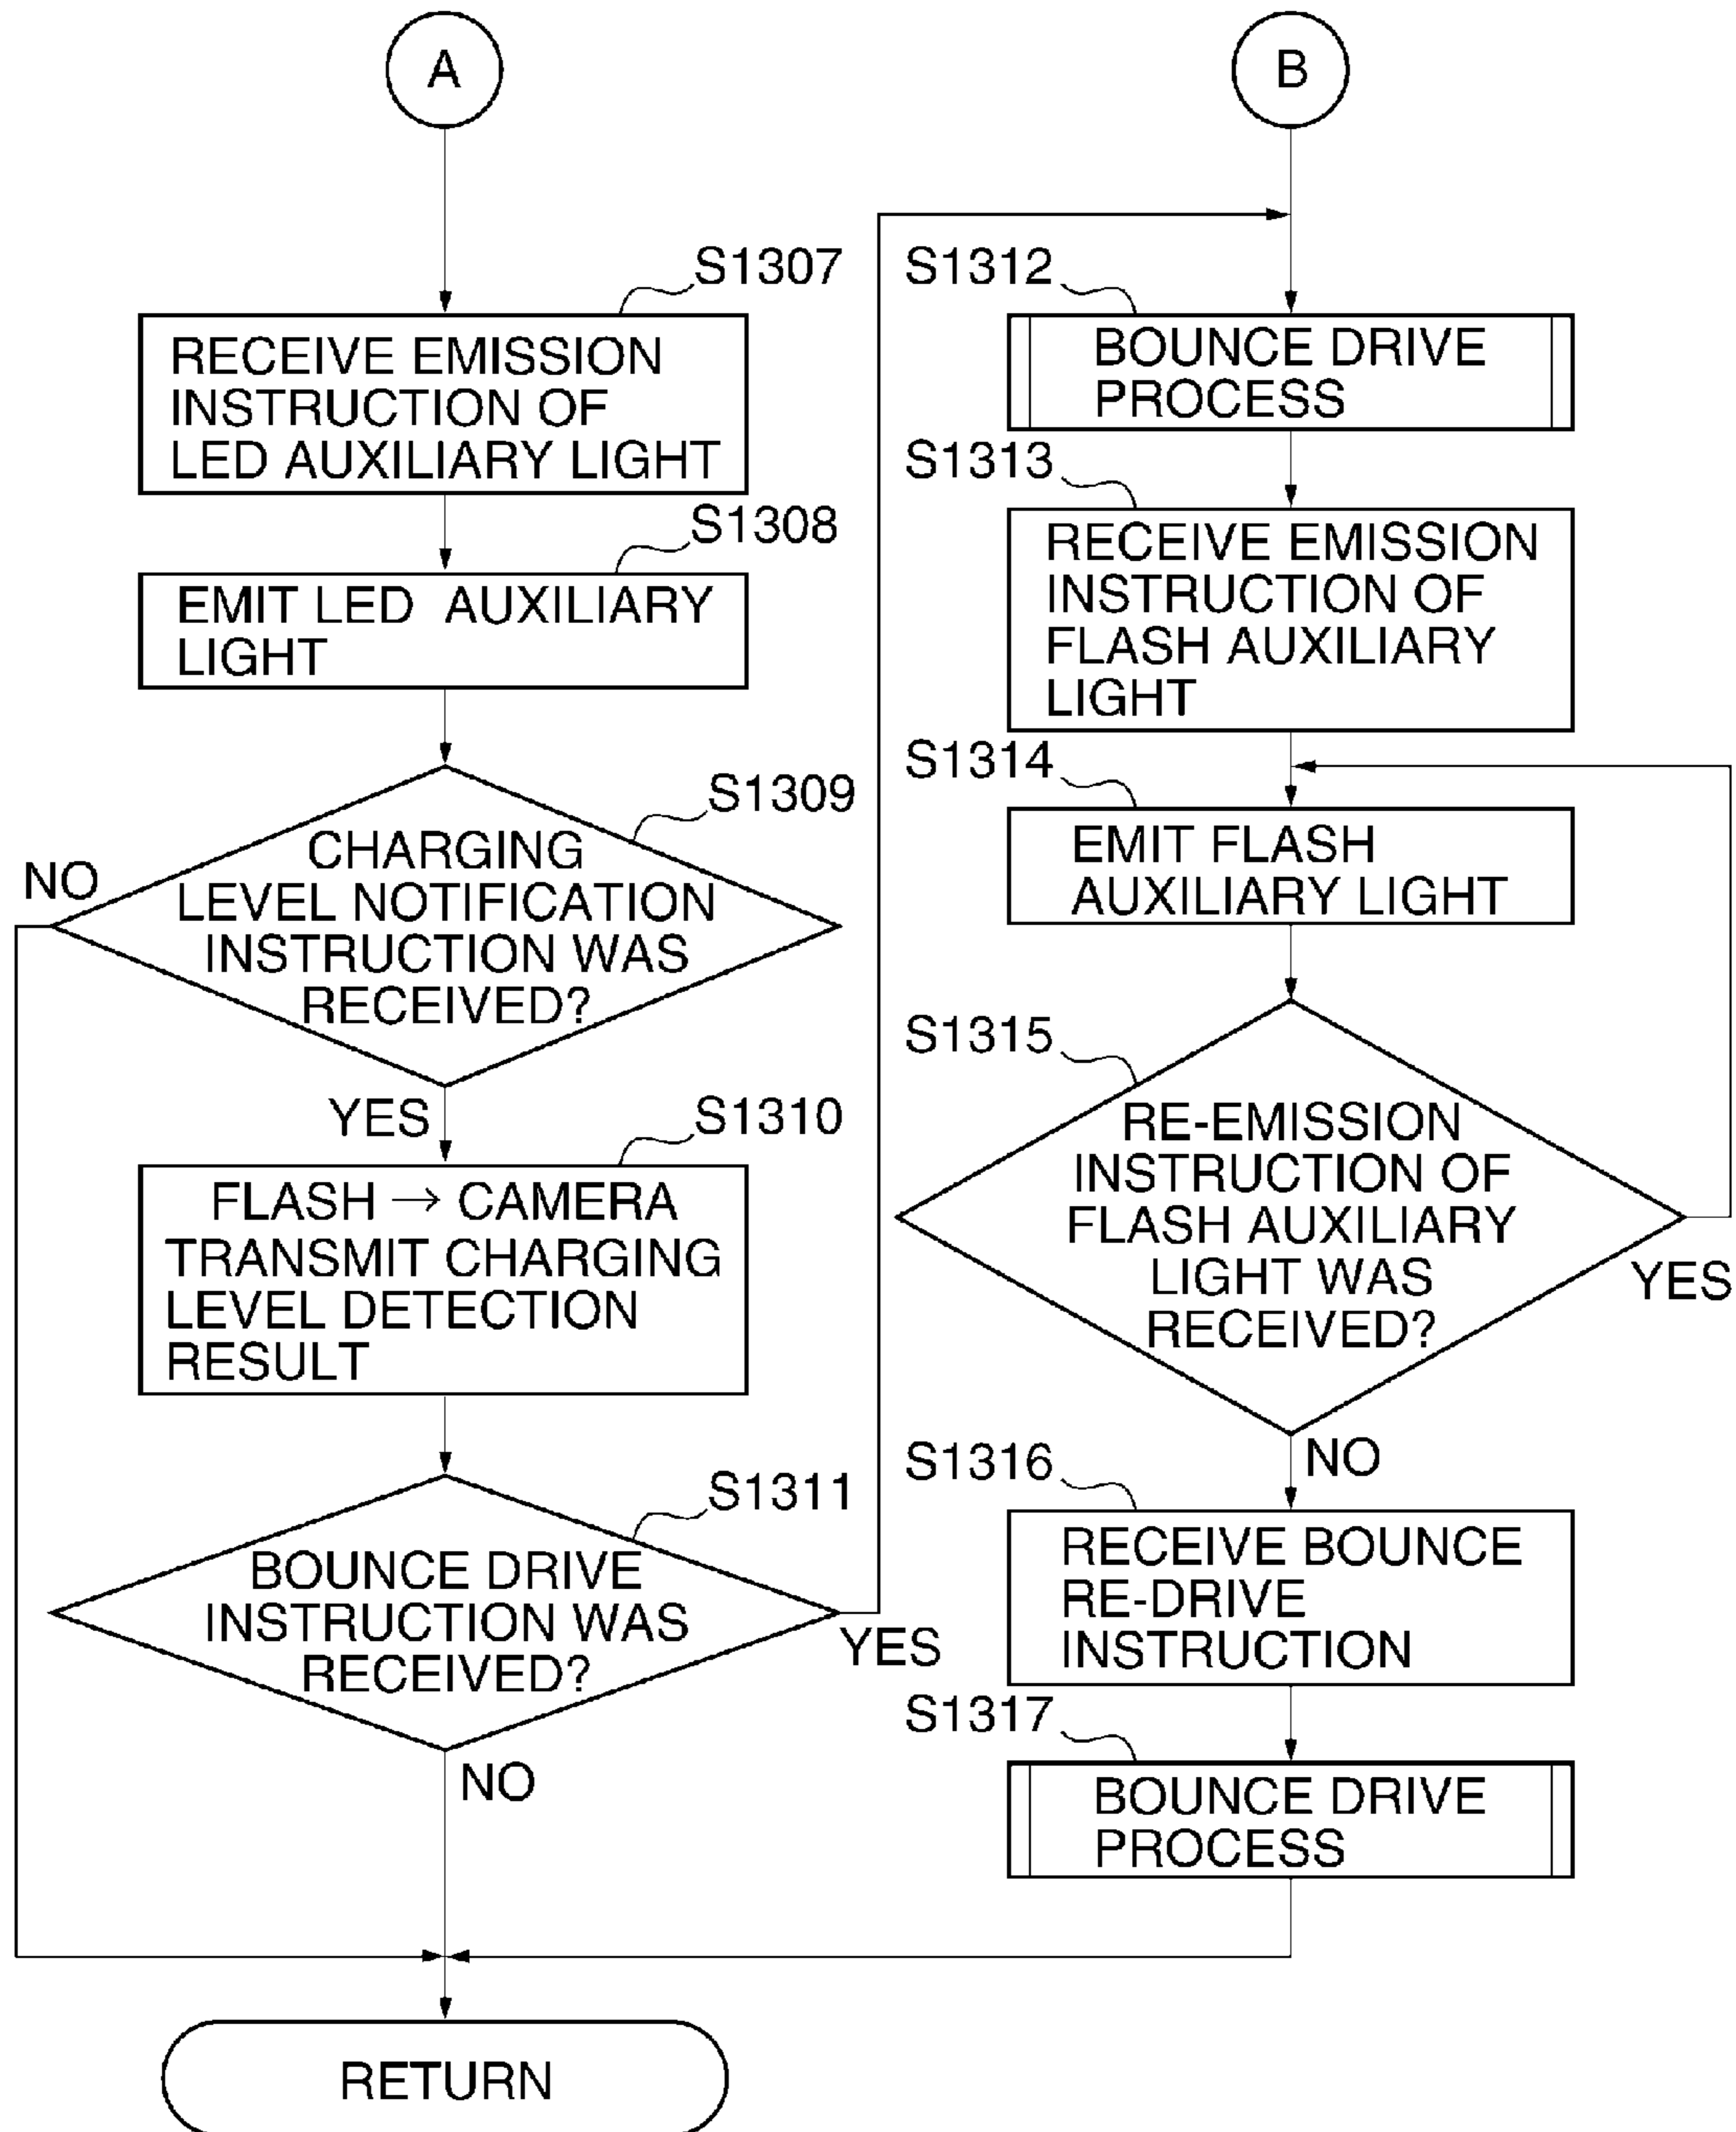 A
S1307
RECEIVE EMISSION
INSTRUCTION OF
LED AUXILIARY LIGHT
S1308
EMIT LED AUXILIARY
LIGHT
S1309
CHARGING
LEVEL NOTIFICATION
INSTRUCTION WAS
RECEIVED?
NO
YES
S1310
FLASH → CAMERA
TRANSMIT CHARGING
LEVEL DETECTION
RESULT
S1311
BOUNCE DRIVE
INSTRUCTION WAS
RECEIVED?
YES
NO
B
S1312
BOUNCE DRIVE
PROCESS
S1313
RECEIVE EMISSION
INSTRUCTION OF
FLASH AUXILIARY
LIGHT
S1314
EMIT FLASH
AUXILIARY LIGHT
S1315
RE-EMISSION
INSTRUCTION OF
FLASH AUXILIARY
LIGHT WAS
RECEIVED?
YES
NO
S1316
RECEIVE BOUNCE
RE-DRIVE
INSTRUCTION
S1317
BOUNCE DRIVE
PROCESS
RETURN